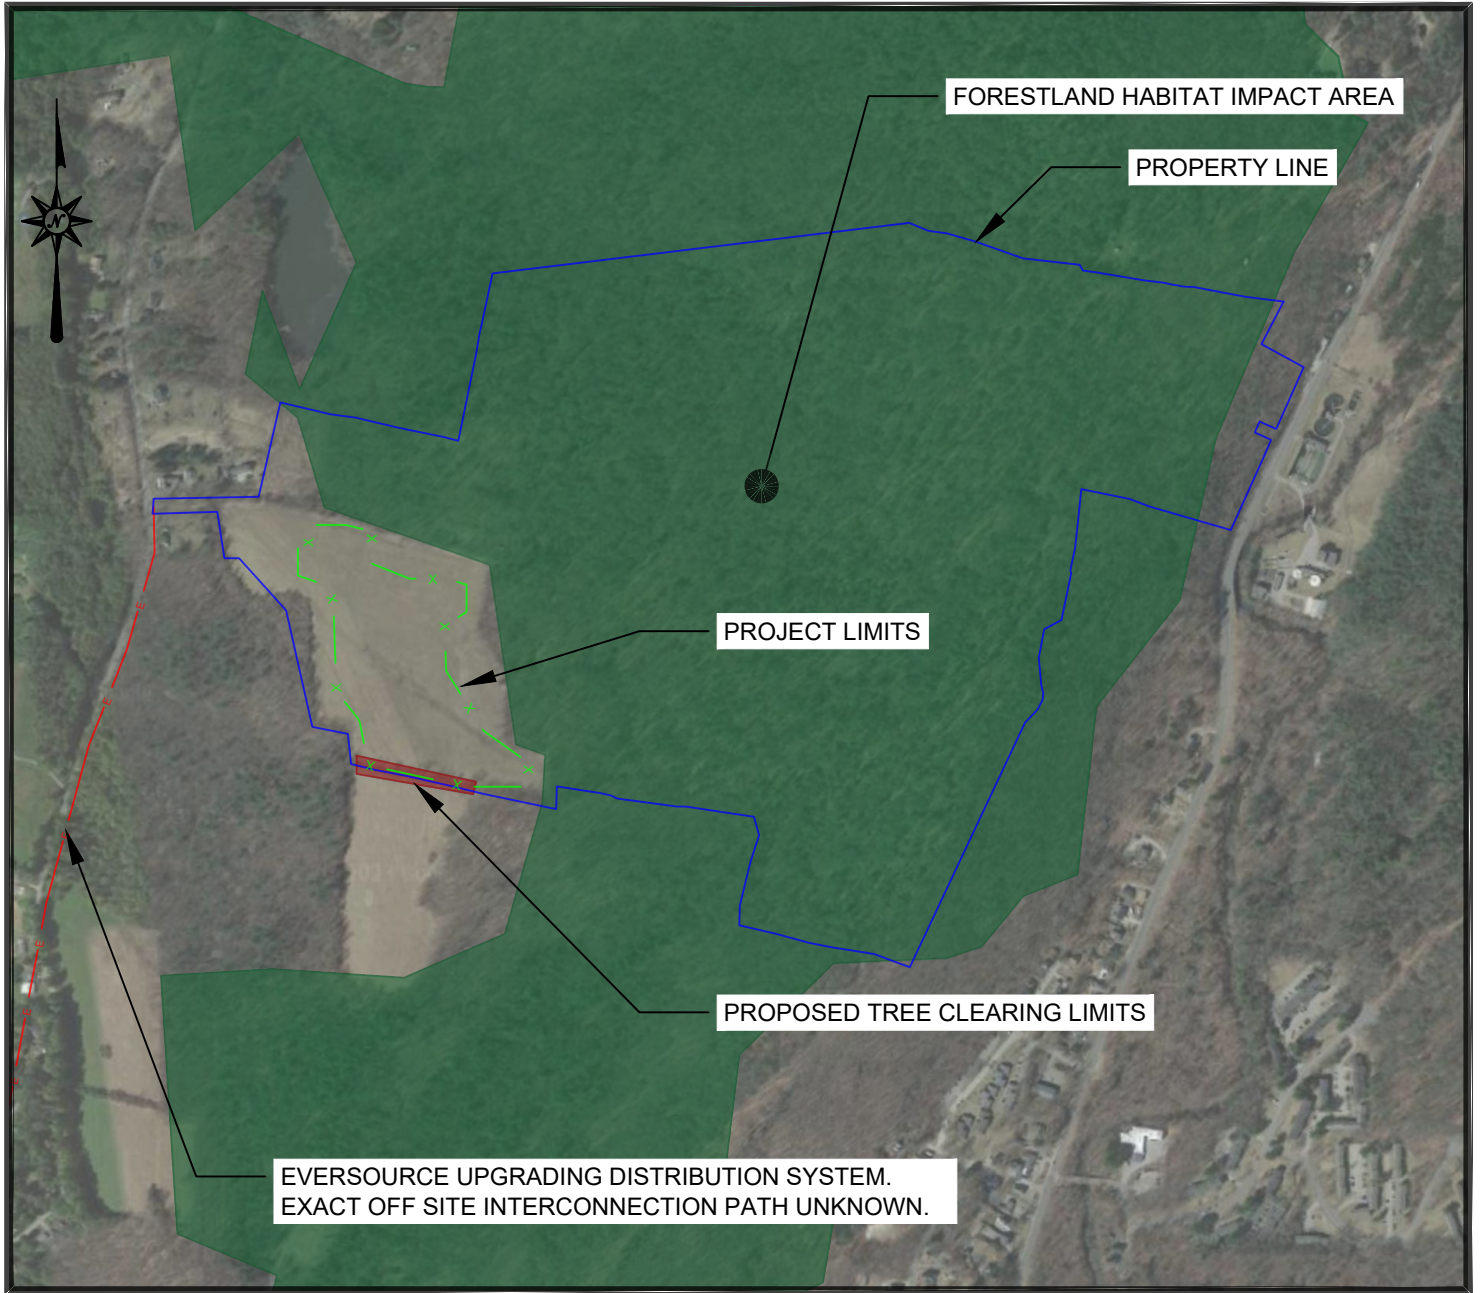 FORESTLAND HABITAT IMPACT AREA
PROPERTY LINE
N
PROJECT LIMITS
PROPOSED TREE CLEARING LIMITS
EVERSOURCE UPGRADING DISTRIBUTION SYSTEM.
EXACT OFF SITE INTERCONNECTION PATH UNKNOWN.
X
X
X
X
X
X
X
X
X
X
E
E
E
E
E